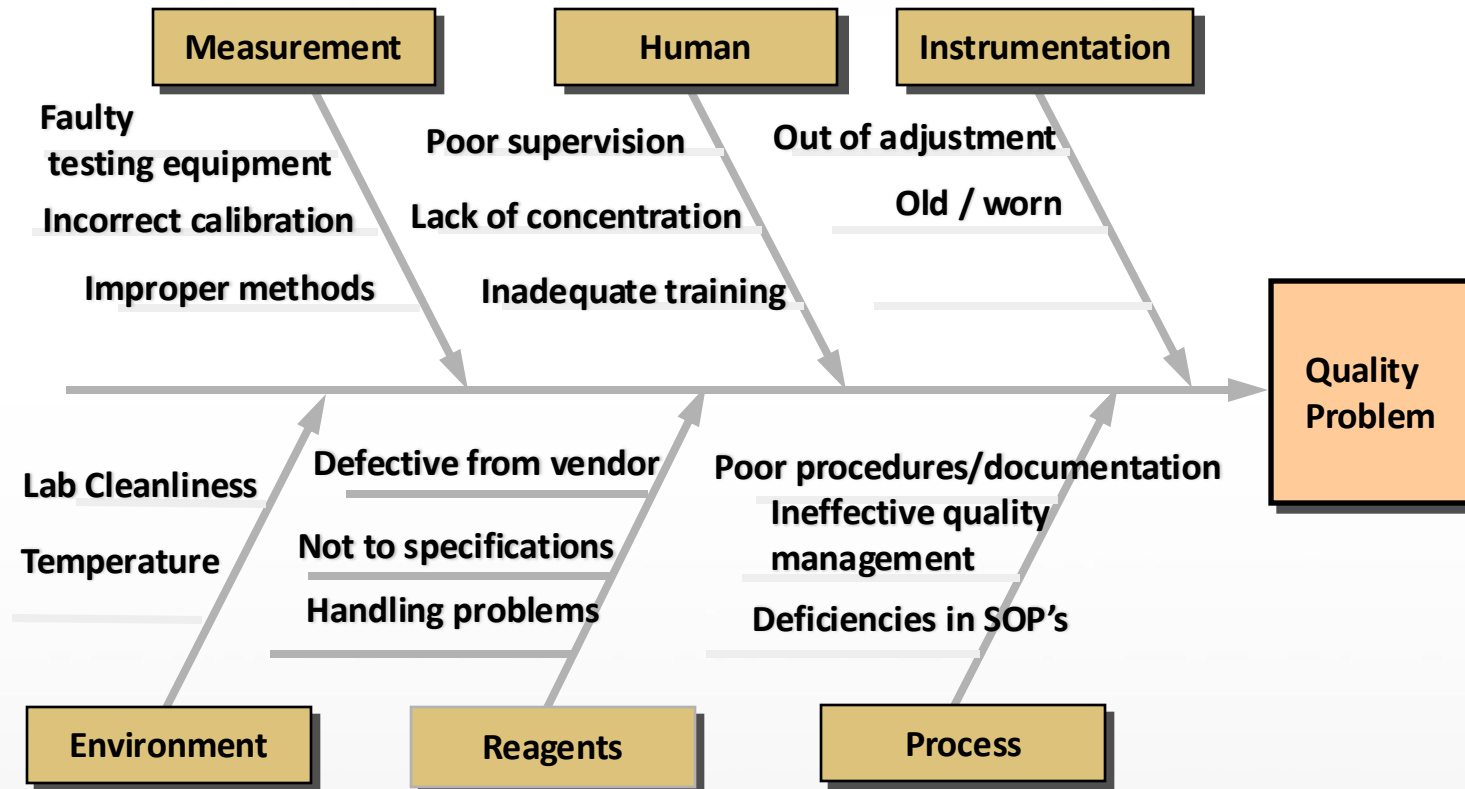 Measurement
Human
Instrumentation
Faulty
testing equipment
Incorrect calibration
Improper methods
Poor supervision
Lack of concentration
Inadequate training
Out of adjustment
Old / worn
Quality
Problem
Lab Cleanliness
Temperature
Defective from vendor
Not to specifications
Handling problems
Poor procedures/documentation
Ineffective quality
management
Deficiencies in SOP’s
Environment
Reagents
Process